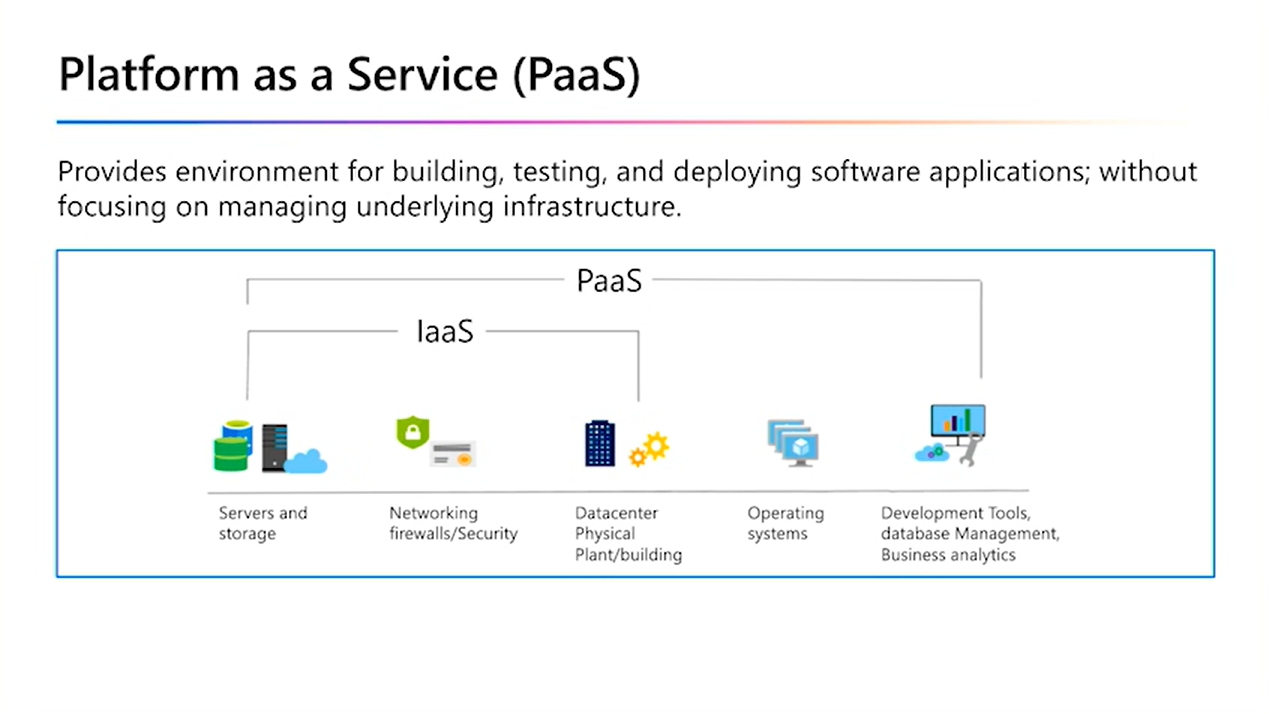 Platform as a Service (PaaS)
Provides environment for building, testing, and deploying software applications; without
focusing on managing underlying infrastructure.
PaaS
IaaS
Servers and
storage
Networking
firewalls/Security
Datacenter
Physical
Plant/building
Operating
systems
Development Tools,
database Management,
Business analytics